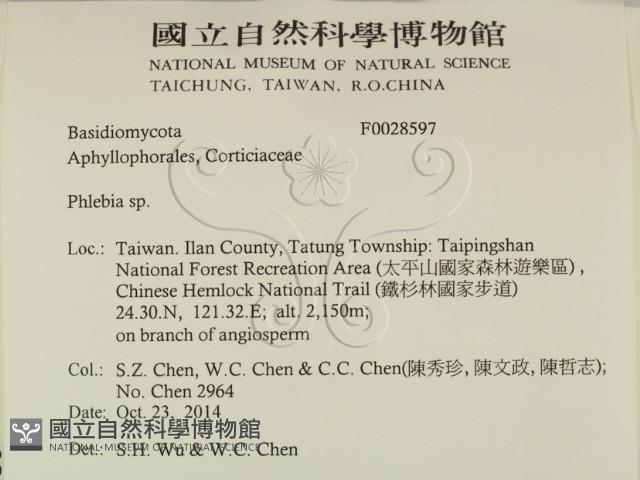 國立自然科學博物館
NATIONAL MUSEUM OF NATURAL SCIENCE
TAICHUNG, TAIWAN, R.O.CHINA
Basidiomycota F0028597
Aphyllophorales, Corticiaceae
Phlebia sp.
Loc.: Taiwan. Ilan County, Tatung Township: Taipingshan
National Forest Recreation Area (太平山國家森林遊樂區) ,
Chinese Hemlock National Trail (鐵杉林國家步道)
24.30.N, 121.32.E; alt. 2,150m;
on branch of angiosperm
Col.: S.Z. Chen, W.C. Chen & C.C. Chen(陳秀珍, 陳文政, 陳哲志);
No. Chen 2964
Date: Oct. 23, 2014
國立自然科學博物館
NATIONAL MUSEUM OF NATURAL SCIENCE
Det.: S.H. Wu & W.C. Chen